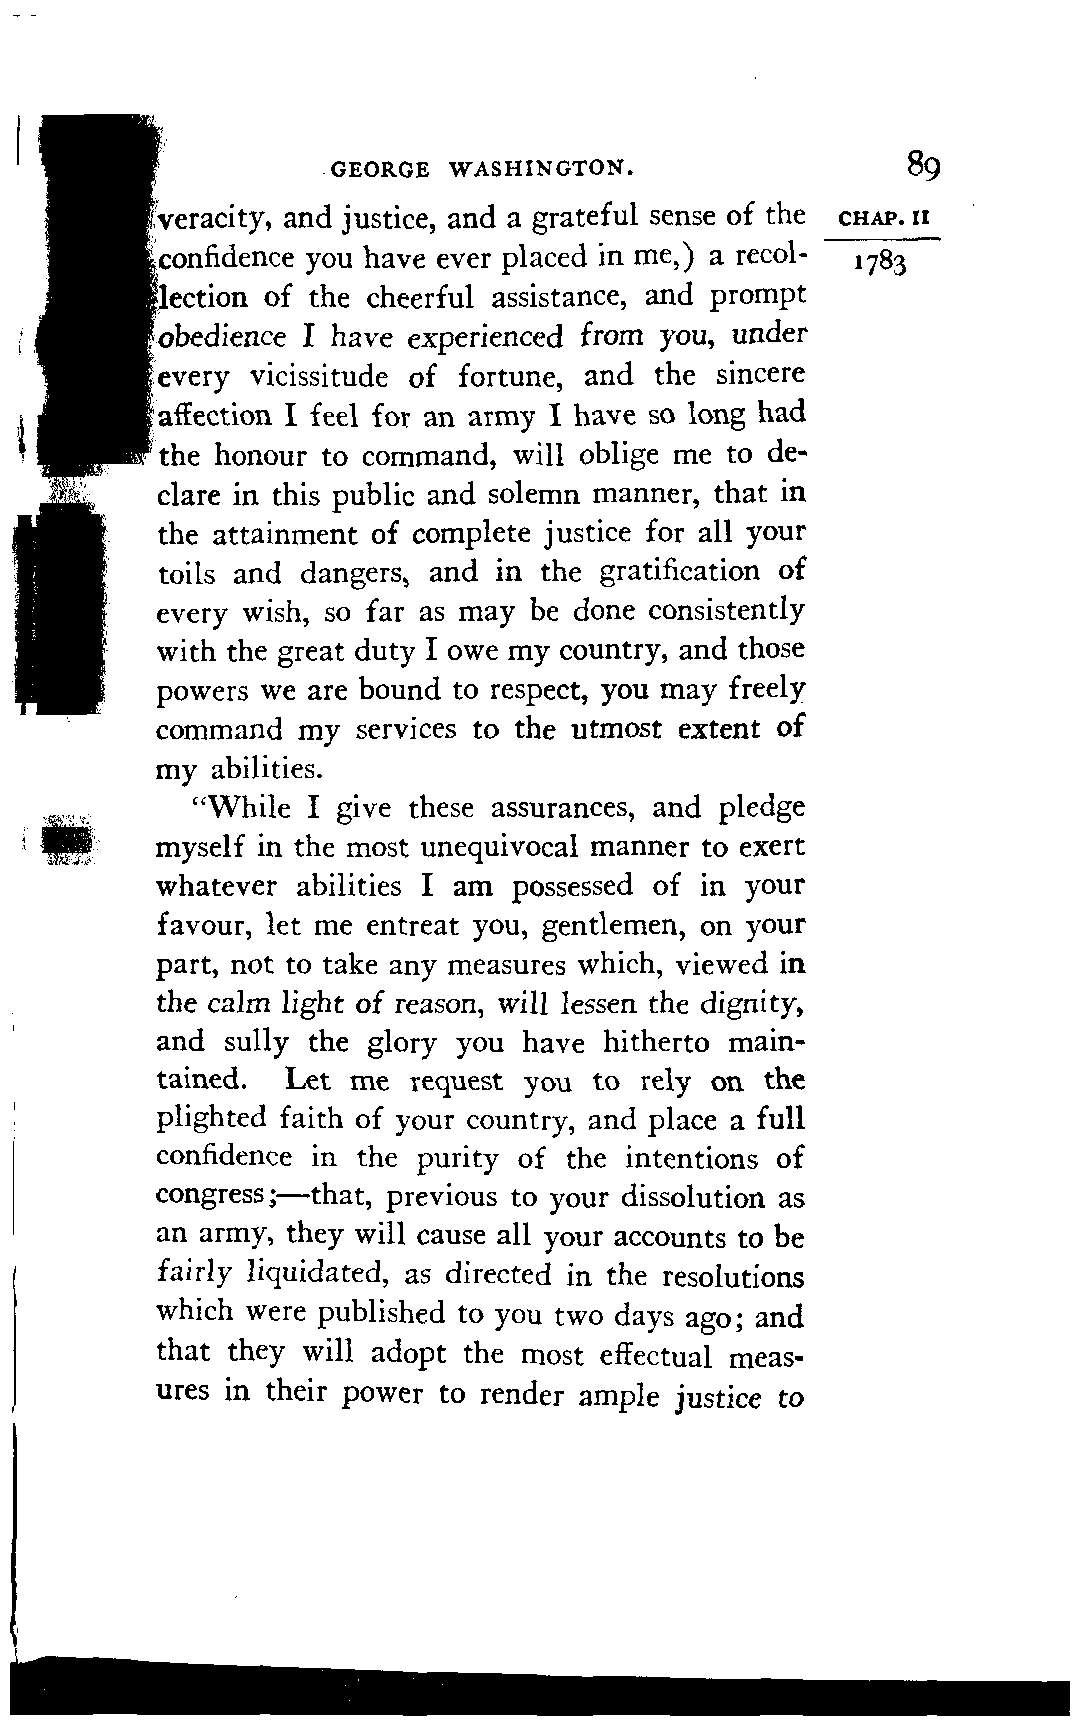 GEORGE WASHINGTON. 89
veracity, and justice, and a grateful sense of the CHAP. II
confidence you have ever placed in me,) a recol- 1783
lection of the cheerful assistance, and prompt
obedience I have experienced from you, under
every vicissitude of fortune, and the sincere
affection I feel for an army I have so long had
the honour to command, will oblige me to de-
clare in this public and solemn manner, that in
the attainment of complete justice for all your
toils and dangers, and in the gratification of
every wish, so far as may be done consistently
with the great duty I owe my country, and those
powers we are bound to respect, you may freely
command my services to the utmost extent of
my abilities.
"While I give these assurances, and pledge
myself in the most unequivocal manner to exert
whatever abilities I am possessed of in your
favour, let me entreat you, gentlemen, on your
part, not to take any measures which, viewed in
the calm light of reason, will lessen the dignity,
and sully the glory you have hitherto main-
tained. Let me request you to rely on the
plighted faith of your country, and place a full
confidence in the purity of the intentions of
congress;—that, previous to your dissolution as
an army, they will cause all your accounts to be
fairly liquidated, as directed in the resolutions
which were published to you two days ago; and
that they will adopt the most effectual meas-
ures in their power to render ample justice to